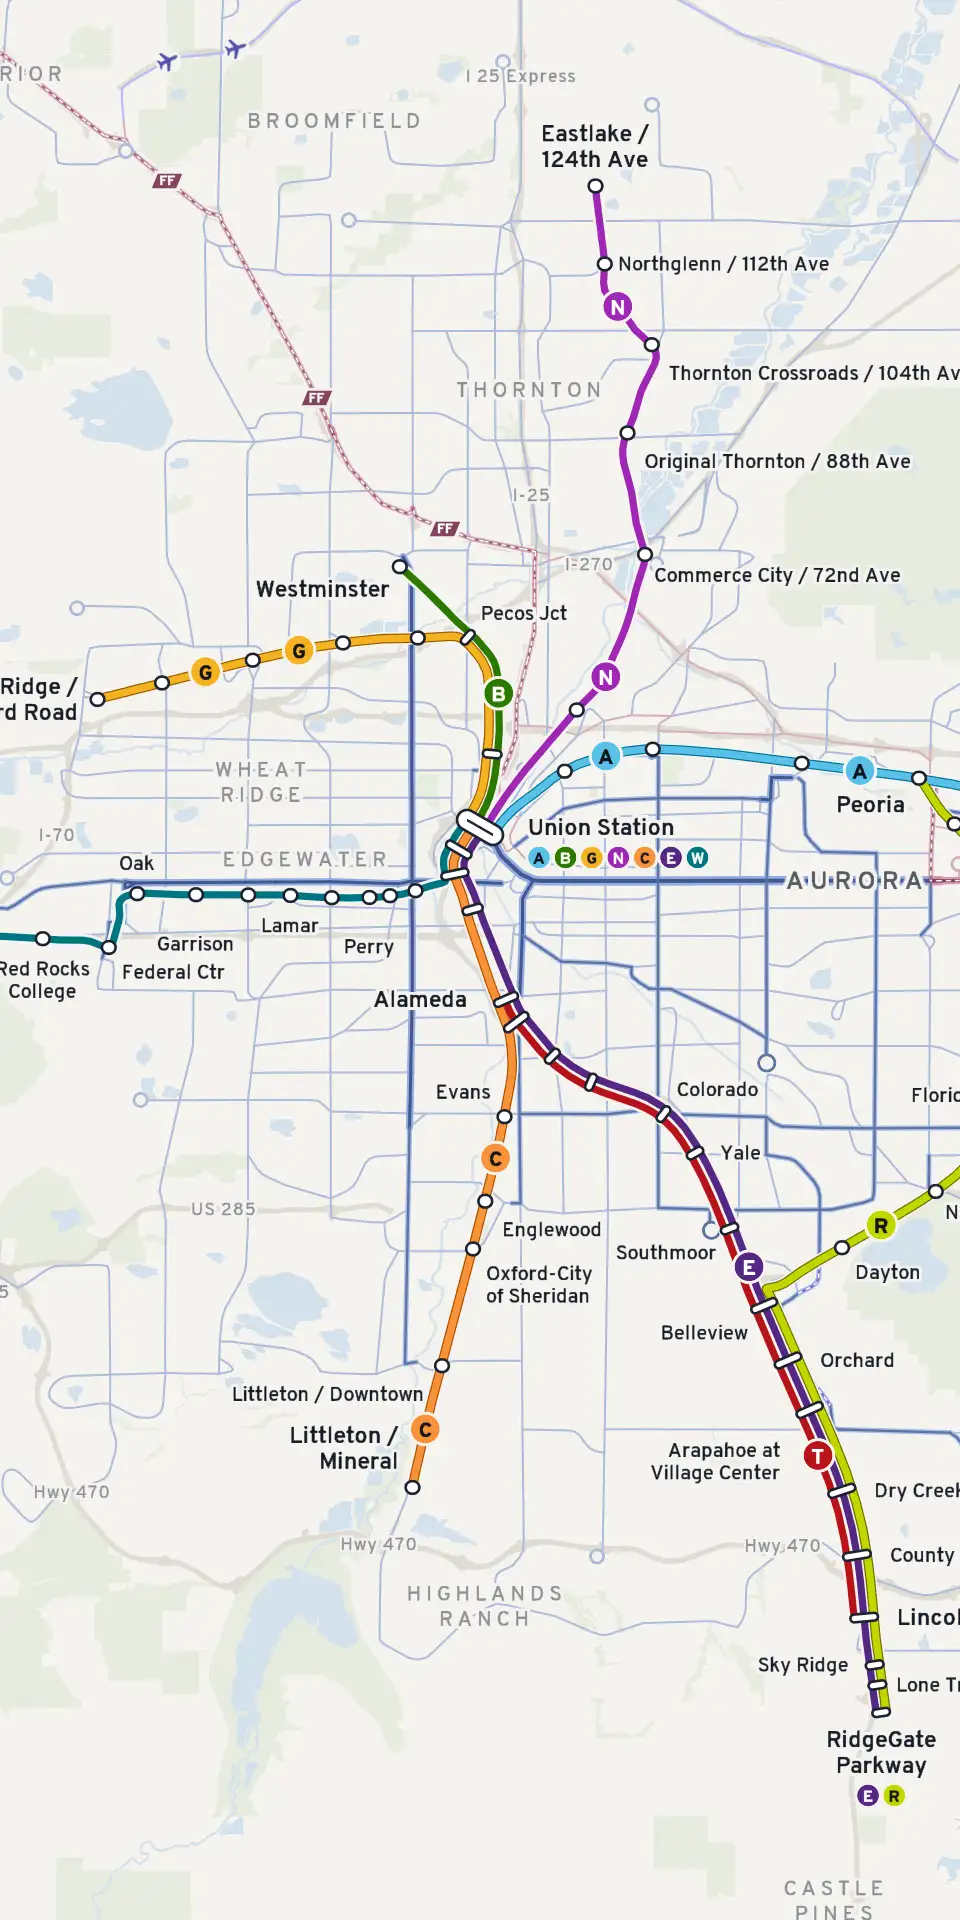 RIOR
I 25 Express
BROOMFIELD
Eastlake /
124th Ave
FF
Northglenn / 112th Ave
N
Thornton Crossroads / 104th Av
THORNTON
FF
Original Thornton / 88th Ave
I-25
FF
I-270
Commerce City / 72nd Ave
Westminster
Pecos Jct
G
G
N
Ridge /
rd Road
B
A
A
WHEAT
RIDGE
Peoria
Union Station
I-70
A B G N C E W
Oak
EDGEWATER
AURORA
Lamar
Garrison
Perry
Red Rocks
College
Federal Ctr
Alameda
Evans
Colorado
Floric
C
Yale
US 285
N
Englewood
R
Southmoor
E
Dayton
Oxford-City
of Sheridan
5
Belleview
Orchard
Littleton / Downtown
C
Littleton /
Mineral
Arapahoe at
Village Center
T
Hwy 470
Dry Creek
Hwy 470
Hwy 470
County
HIGHLANDS
RANCH
Lincol
Sky Ridge
Lone Tr
RidgeGate
Parkway
E R
CASTLE
PINES